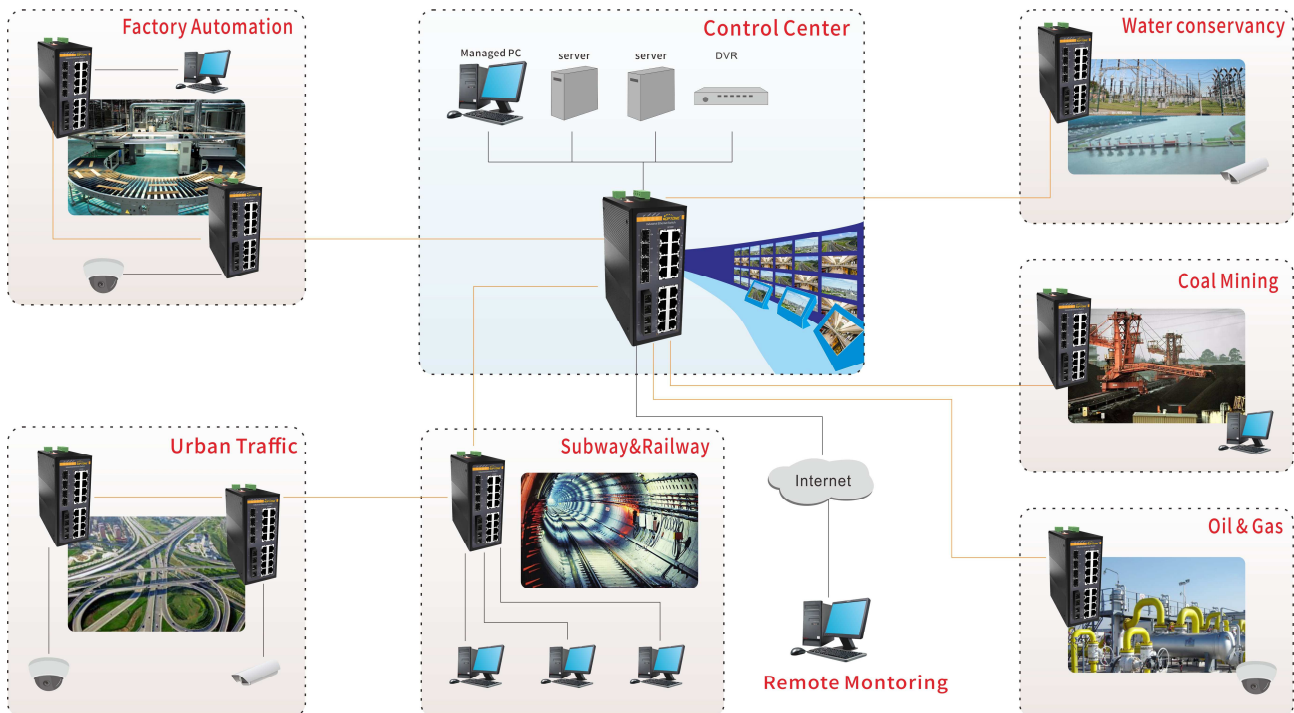 Factory Automation
Control Center
Managed PC
server
server
DVR
Water conservancy
Coal Mining
Urban Traffic
Subway&Railway
Internet
Oil & Gas
Remote Montoring